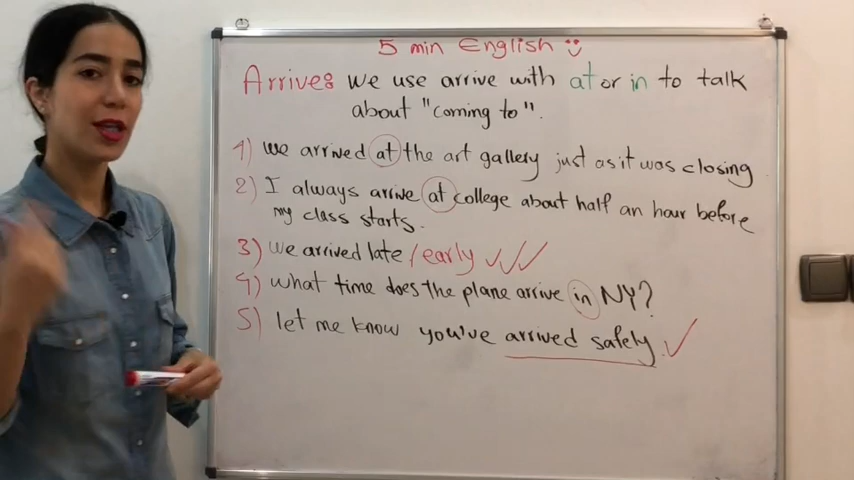 5 min English
Arrive: we use arrive with at or in to talk
about "coming to".
1) we arrived at the art gallery just as it was closing
2) I always arrive at college about half an hour before
my class starts.
3) we arrived late / early
4) what time does the plane arrive in NY?
5) let me know you've arrived safely.